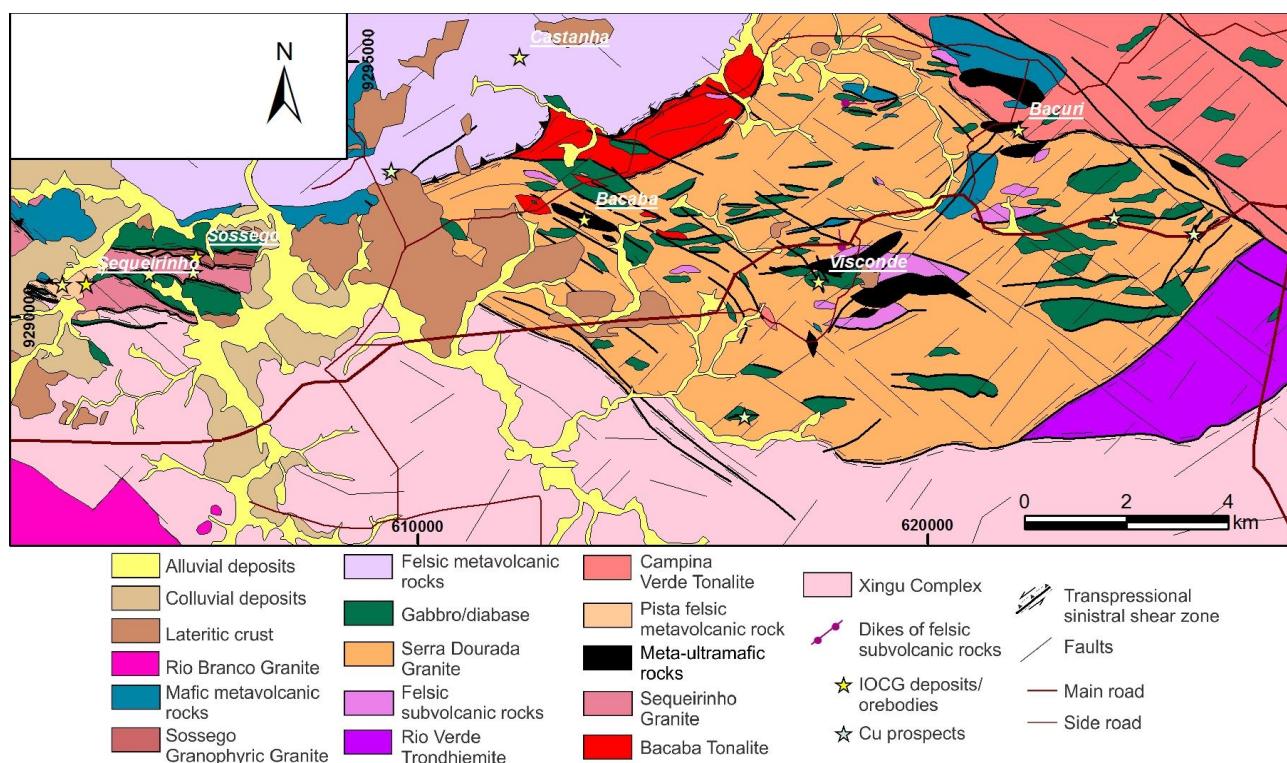 N
9295000
9290000
Castanha
Bacuri
Bacaba
Sossego
Sequeirinho
Visconde
610000
620000
0 2 4
km
Alluvial deposits
Colluvial deposits
Lateritic crust
Rio Branco Granite
Mafic metavolcanic
rocks
Sossego
Granophyric Granite
Felsic metavolcanic
rocks
Gabbro/diabase
Serra Dourada
Granite
Felsic
subvolcanic rocks
Rio Verde
Trondhiemite
Campina
Verde Tonalite
Pista felsic
metavolcanic rock
Meta-ultramafic
rocks
Sequeirinho
Granite
Bacaba Tonalite
Xingu Complex
Dikes of felsic
subvolcanic rocks
IOCG deposits/
orebodies
Cu prospects
Transpressional
sinistral shear zone
Faults
Main road
Side road